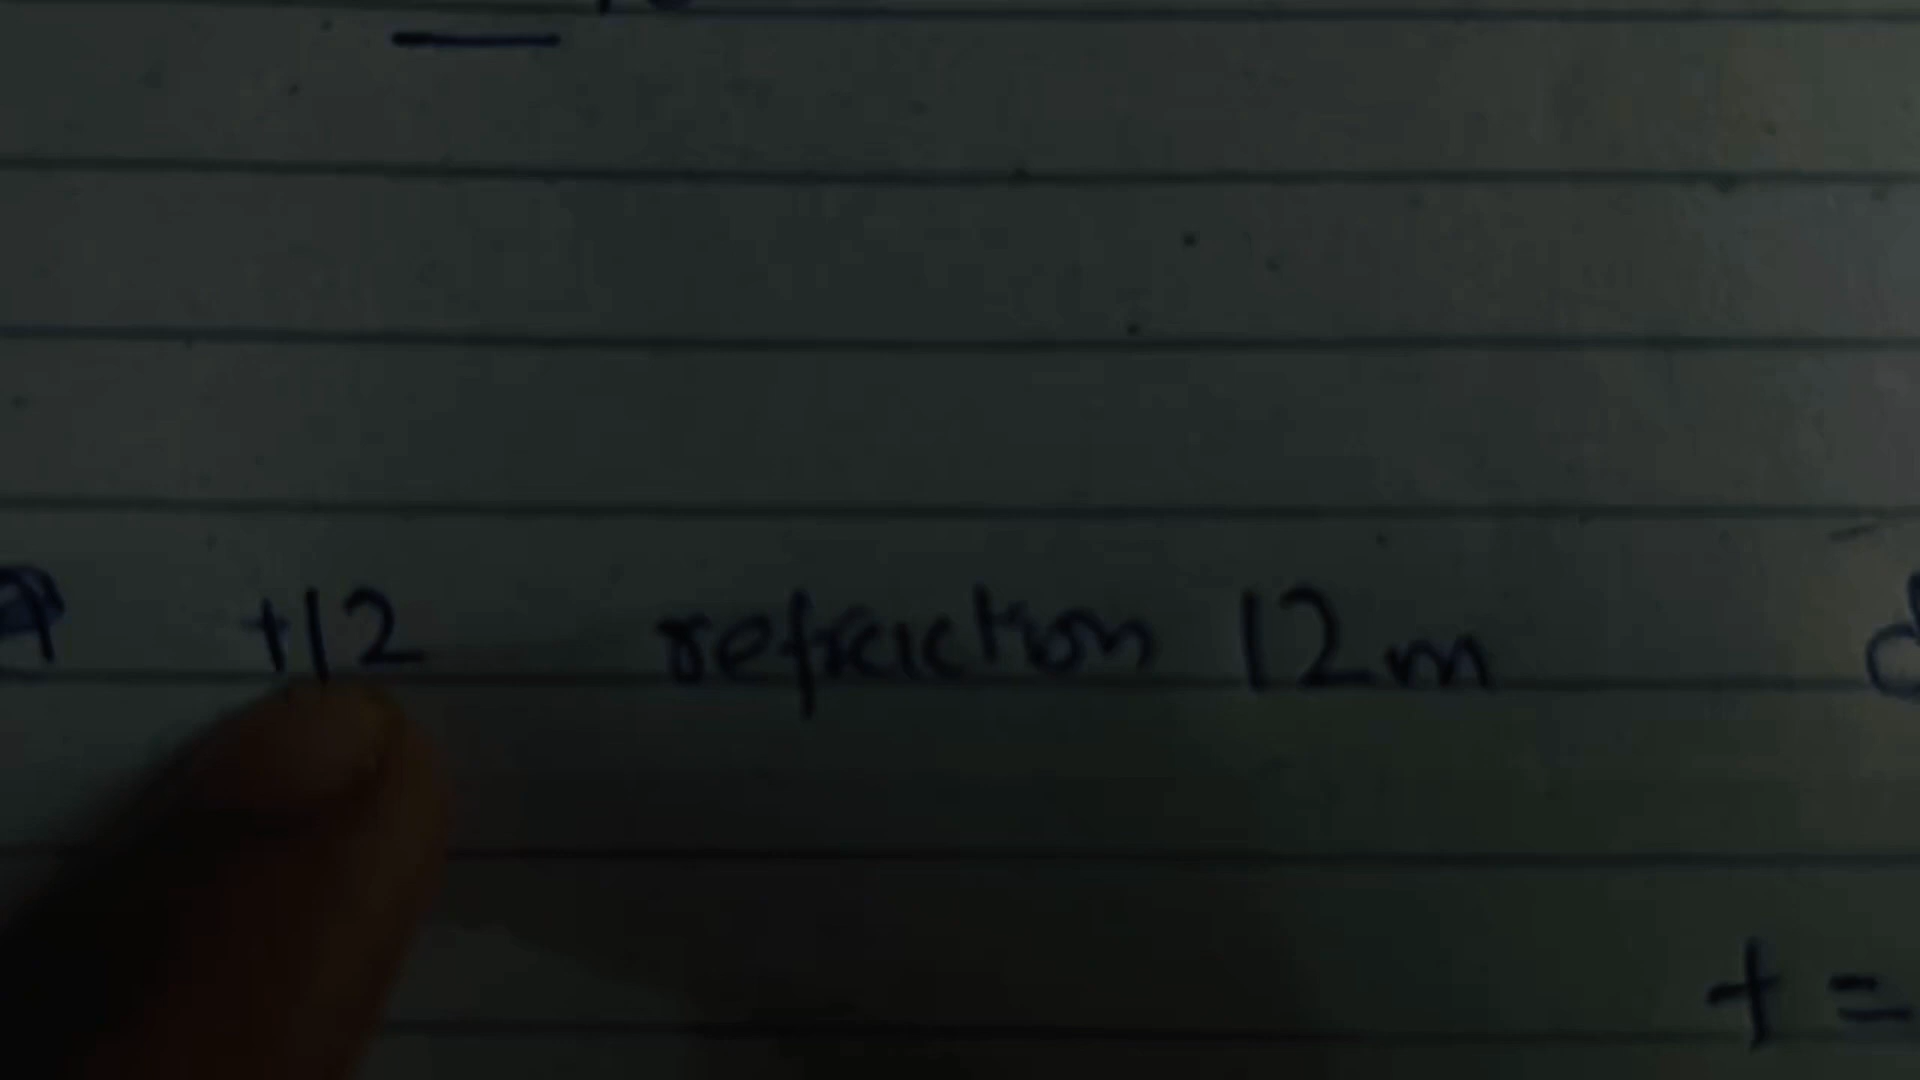 +12 refraction 12m
t =